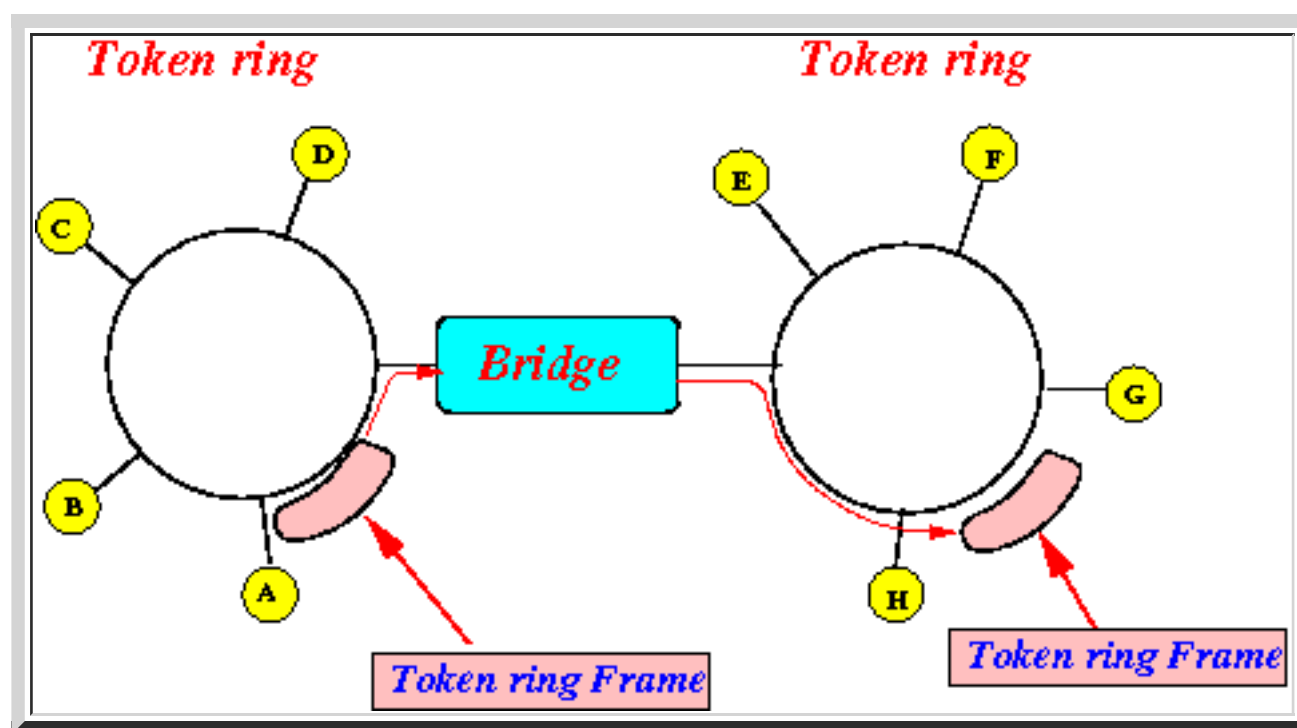 Token ring
Token ring
D
F
E
C
Bridge
G
B
A
H
Token ring Frame
Token ring Frame